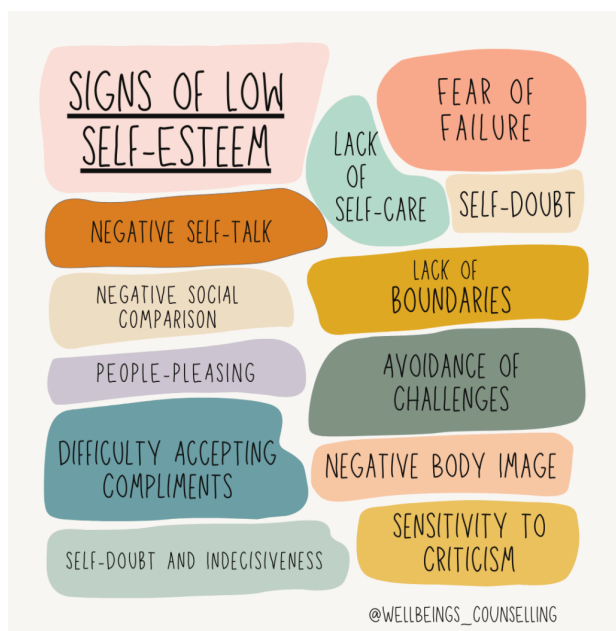 SIGNS OF LOW
SELF-ESTEEM
FEAR OF
FAILURE
LACK
OF
SELF-CARE
SELF-DOUBT
NEGATIVE SELF-TALK
LACK OF
BOUNDARIES
NEGATIVE SOCIAL
COMPARISON
PEOPLE-PLEASING
AVOIDANCE OF
CHALLENGES
DIFFICULTY ACCEPTING
COMPLIMENTS
NEGATIVE BODY IMAGE
SELF-DOUBT AND INDECISIVENESS
SENSITIVITY TO
CRITICISM
@WELLBEINGS_COUNSELLING